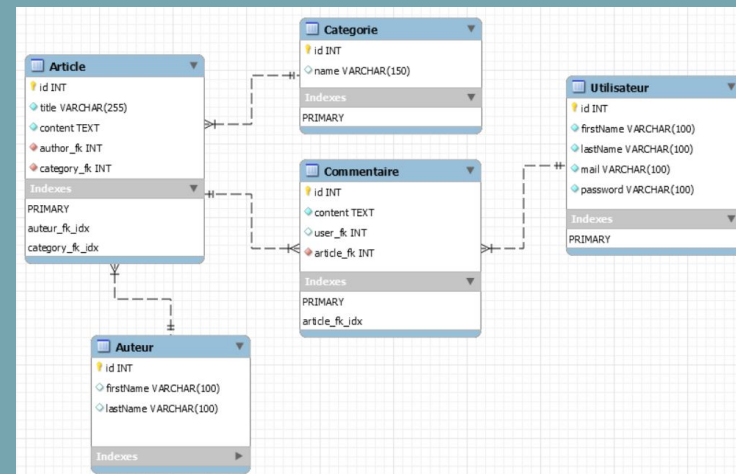 Article
id INT
title VARCHAR(255)
content TEXT
author_fk INT
category_fk INT
Indexes
PRIMARY
auteur_fk_idx
category_fk_idx
Categorie
id INT
name VARCHAR(150)
Indexes
PRIMARY
Commentaire
id INT
content TEXT
user_fk INT
article_fk INT
Indexes
PRIMARY
article_fk_idx
Utilisateur
id INT
firstName VARCHAR(100)
lastName VARCHAR(100)
mail VARCHAR(100)
password VARCHAR(100)
Indexes
PRIMARY
Auteur
id INT
firstName VARCHAR(100)
lastName VARCHAR(100)
Indexes